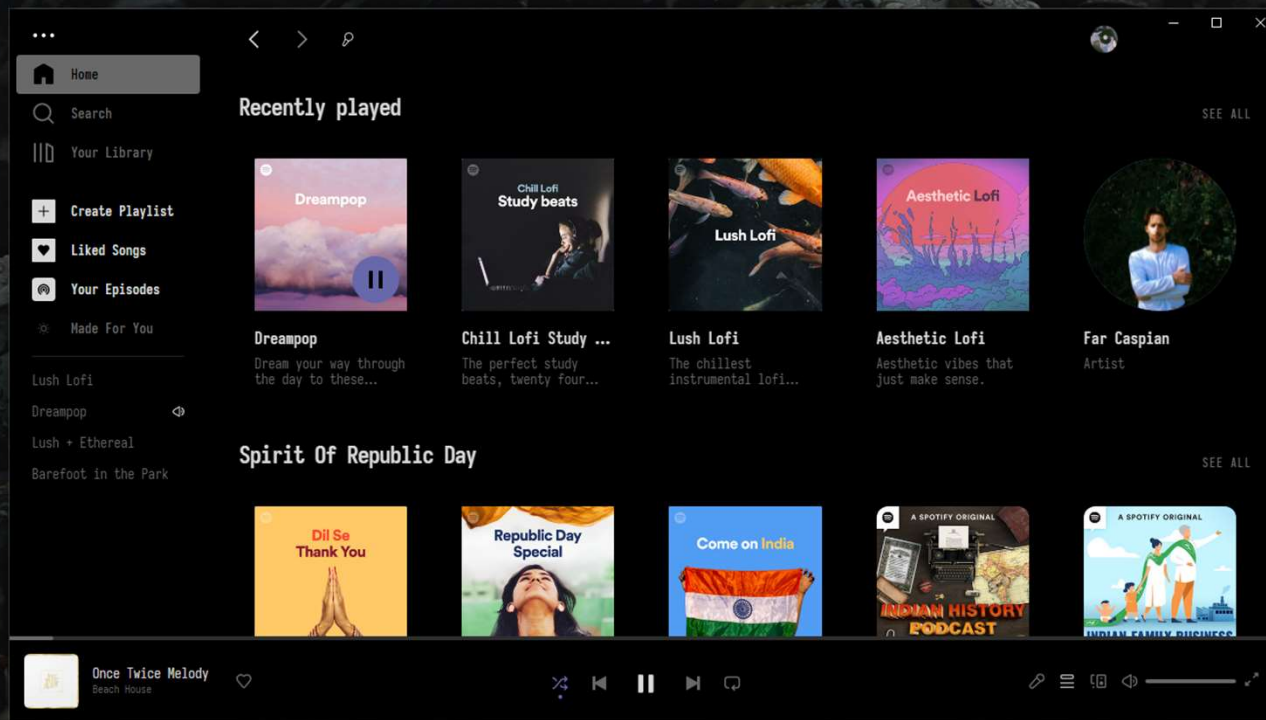 Home
Search
Your Library
Create Playlist
Liked Songs
Your Episodes
Made For You
Lush Lofi
Dreampop
Lush + Ethereal
Barefoot in the Park
Recently played
SEE ALL
Dreampop
Chill Lofi
Study beats
Lush Lofi
Aesthetic Lofi
Dreampop
Dream your way through
the day to these...
Chill Lofi Study ...
The perfect study
beats, twenty four...
Lush Lofi
The chillest
instrumental lofi...
Aesthetic Lofi
Aesthetic vibes that
just make sense.
Far Caspian
Artist
Spirit Of Republic Day
SEE ALL
Dil Se
Thank You
Republic Day
Special
Come on India
A SPOTIFY ORIGINAL
INDIAN HISTORY
PODCAST
A SPOTIFY ORIGINAL
INDIAN FAMILY BUSINESS
Once Twice Melody
Beach House